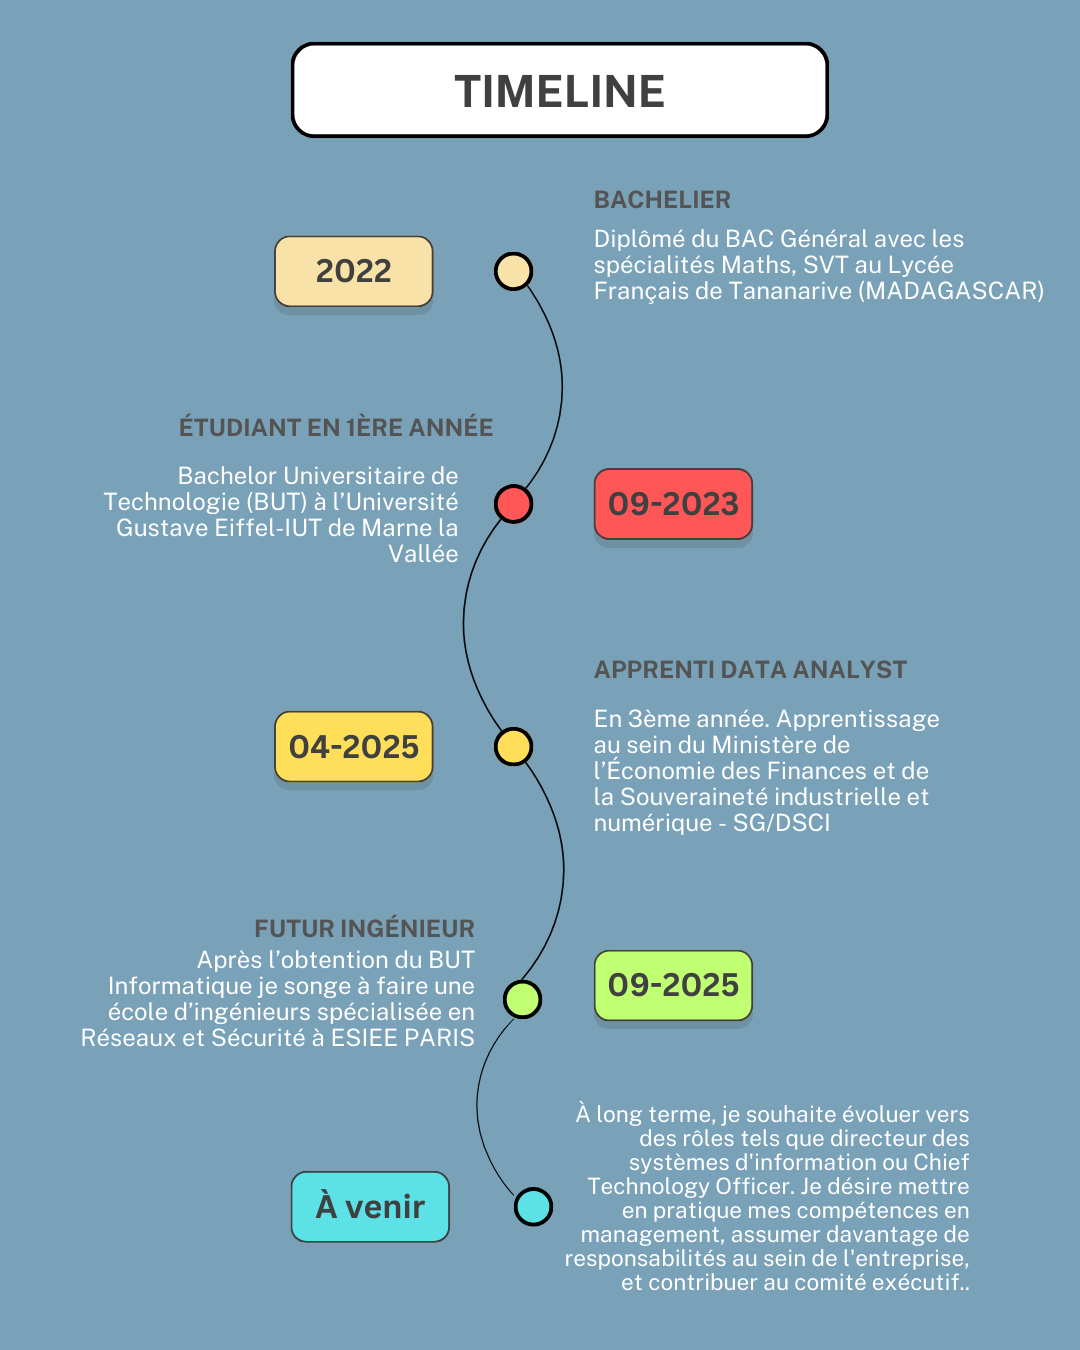 TIMELINE
BACHELIER
Diplômé du BAC Général avec les
spécialités Maths, SVT au Lycée
Français de Tananarive (MADAGASCAR)
2022
ÉTUDIANT EN 1ÈRE ANNÉE
Bachelor Universitaire de
Technologie (BUT) à l’Université
Gustave Eiffel-IUT de Marne la
Vallée
09-2023
APPRENTI DATA ANALYST
En 3ème année. Apprentissage
au sein du Ministère de
l’Économie des Finances et de
la Souveraineté industrielle et
numérique - SG/DSCI
04-2025
FUTUR INGÉNIEUR
Après l’obtention du BUT
Informatique je songe à faire une
école d’ingénieurs spécialisée en
Réseaux et Sécurité à ESIEE PARIS
09-2025
À long terme, je souhaite évoluer vers
des rôles tels que directeur des
systèmes d'information ou Chief
Technology Officer. Je désire mettre
en pratique mes compétences en
management, assumer davantage de
responsabilités au sein de l'entreprise,
et contribuer au comité exécutif..
À venir